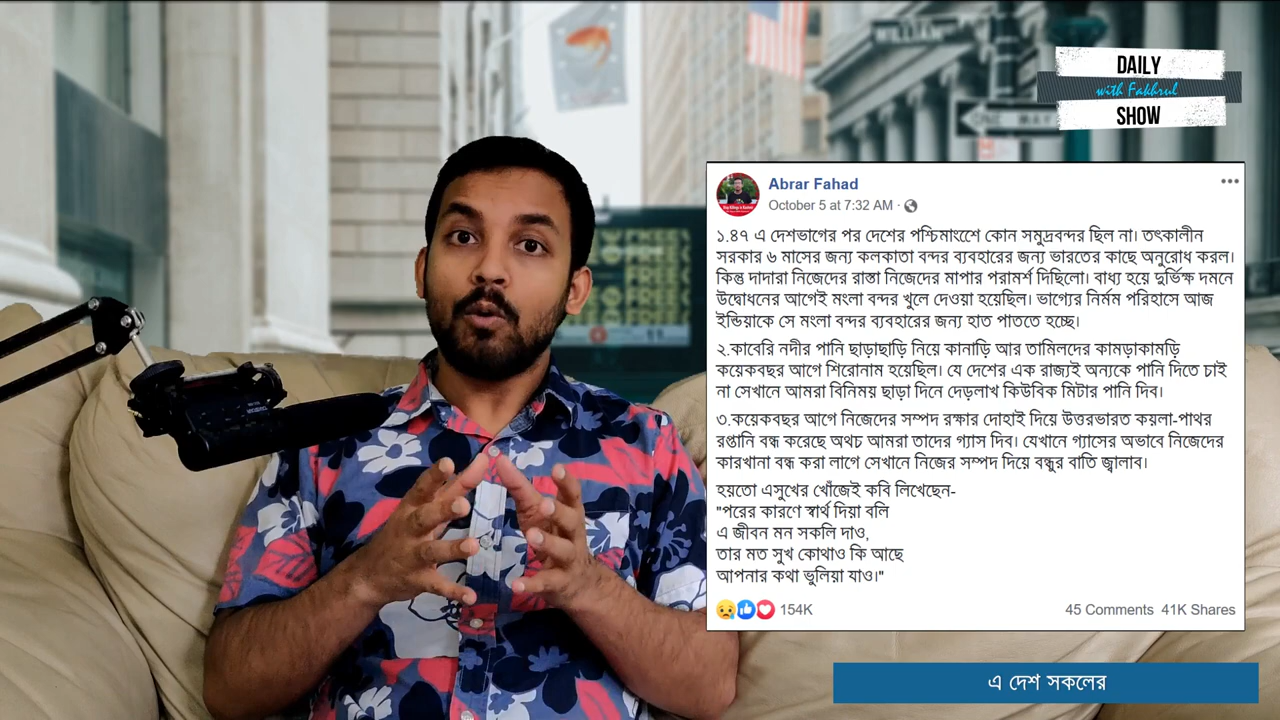 WILLIAM
ONE WAY
DAILY
with Fakhrul
SHOW
Abrar Fahad
October 5 at 7:32 AM ·
১.৪৭ এ দেশভাগের পর দেশের পশ্চিমাংশে কোন সমুদ্রবন্দর ছিল না। তৎকালীন
সরকার ৬ মাসের জন্য কলকাতা বন্দর ব্যবহারের জন্য ভারতের কাছে অনুরোধ করল।
কিন্তু দাদারা নিজেদের রাস্তা নিজেদের মাপার পরামর্শ দিছিলো। বাধ্য হয়ে দুর্ভিক্ষ দমনে
উদ্বোধনের আগেই মংলা বন্দর খুলে দেওয়া হয়েছিল। ভাগ্যের নির্মম পরিহাসে আজ
ইন্ডিয়াকে সে মংলা বন্দর ব্যবহারের জন্য হাত পাততে হচ্ছে।
২.কাবেরি নদীর পানি ছাড়াছাড়ি নিয়ে কানাড়ি আর তামিলদের কামড়াকামড়ি
কয়েকবছর আগে শিরোনাম হয়েছিল। যে দেশের এক রাজ্যই অন্যকে পানি দিতে চাই
না সেখানে আমরা বিনিময় ছাড়া দিনে দেড়লাখ কিউবিক মিটার পানি দিব।
৩.কয়েকবছর আগে নিজেদের সম্পদ রক্ষার দোহাই দিয়ে উত্তরভারত কয়লা-পাথর
রপ্তানি বন্ধ করেছে অথচ আমরা তাদের গ্যাস দিব। যেখানে গ্যাসের অভাবে নিজেদের
কারখানা বন্ধ করা লাগে সেখানে নিজের সম্পদ দিয়ে বন্ধুর বাতি জ্বালাব।
হয়তো এসুখের খোঁজেই কবি লিখেছেন-
"পরের কারণে স্বার্থ দিয়া বলি
এ জীবন মন সকলি দাও,
তার মত সুখ কোথাও কি আছে
আপনার কথা ভুলিয়া যাও।"
154K
45 Comments 41K Shares
এ দেশ সকলের